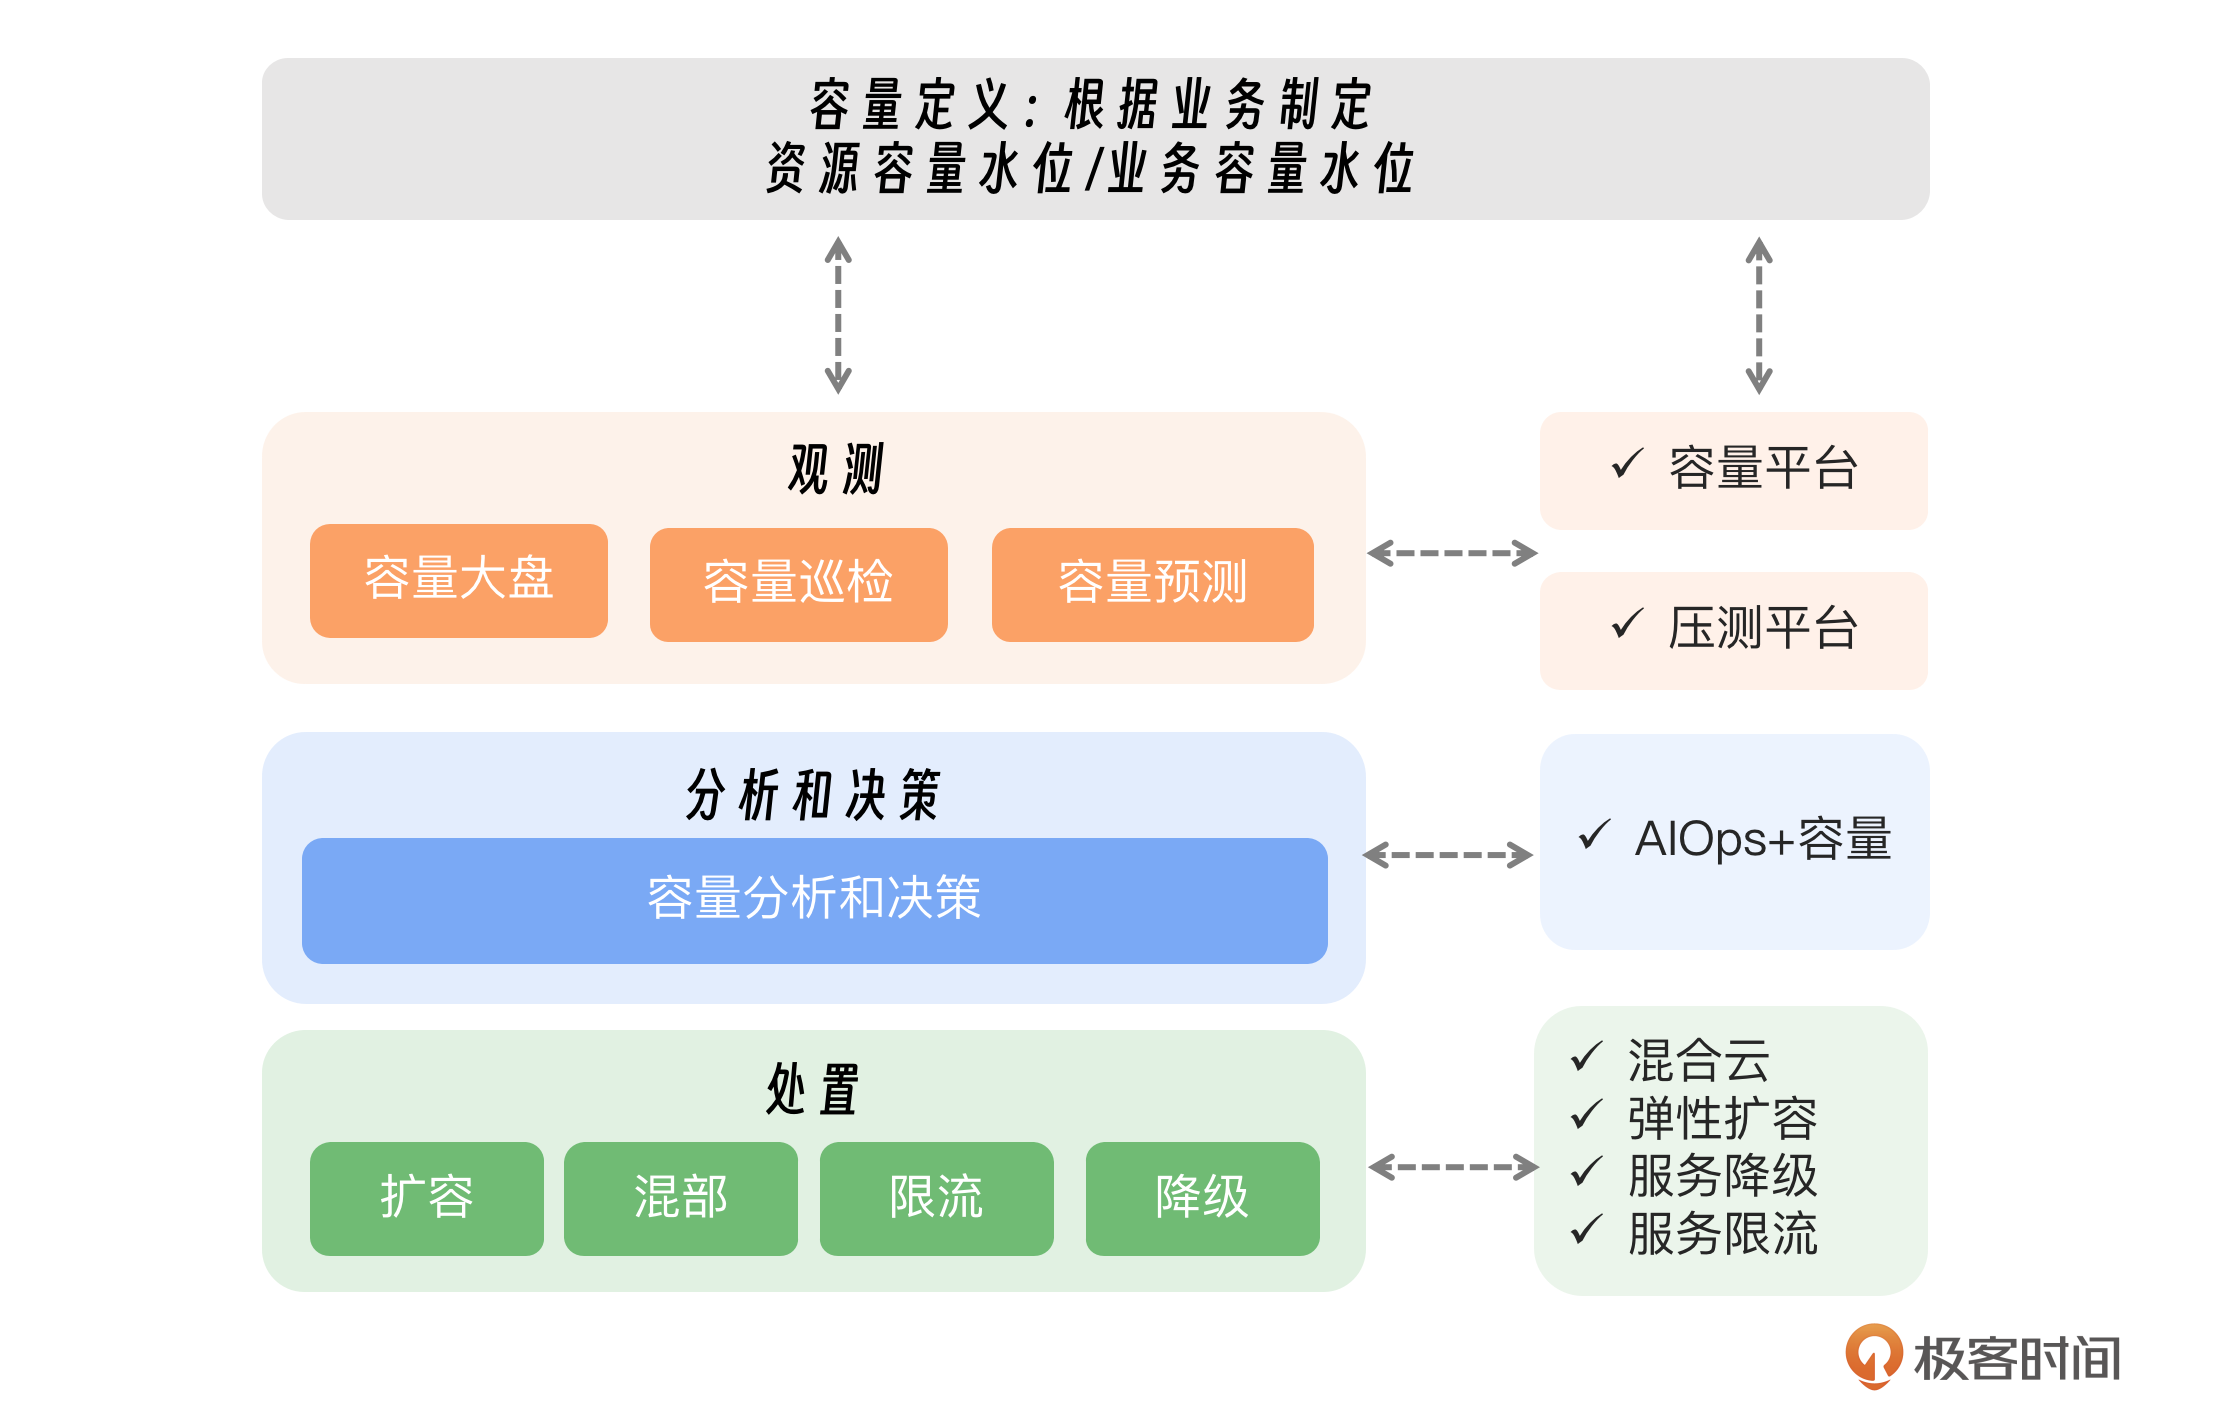 容量定义：根据业务制定
资源容量水位/业务容量水位
观测
容量大盘
容量巡检
容量预测
✓ 容量平台
✓ 压测平台
分析和决策
容量分析和决策
✓ AIOps+容量
处置
扩容
混部
限流
降级
✓ 混合云
✓ 弹性扩容
✓ 服务降级
✓ 服务限流
极客时间